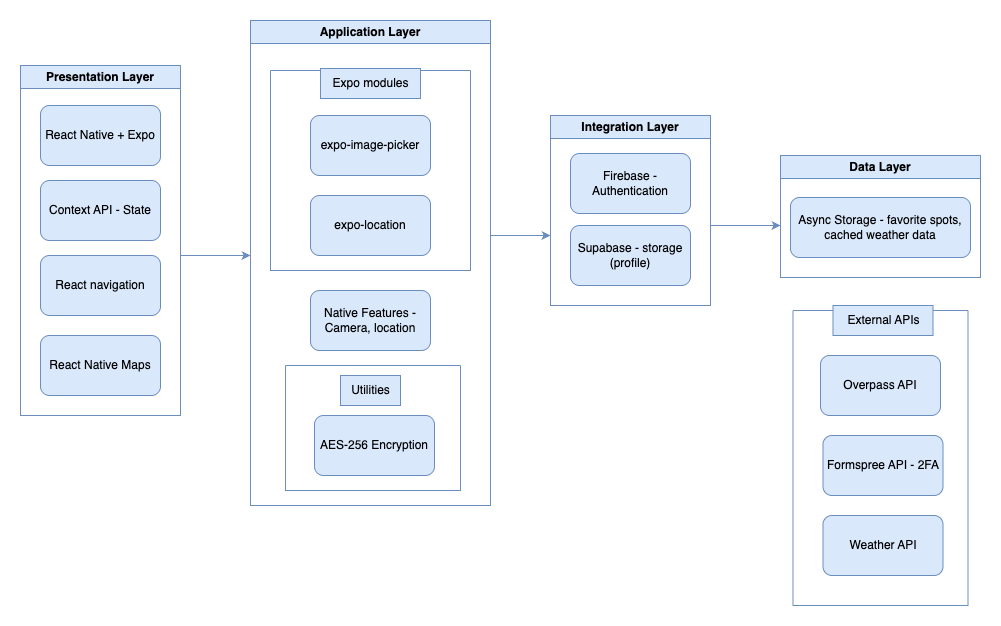 Presentation Layer
React Native + Expo
Context API - State
React navigation
React Native Maps
Application Layer
Expo modules
expo-image-picker
expo-location
Native Features -
Camera, location
Utilities
AES-256 Encryption
Integration Layer
Firebase -
Authentication
Supabase - storage
(profile)
Data Layer
Async Storage - favorite spots,
cached weather data
External APIs
Overpass API
Formspree API - 2FA
Weather API